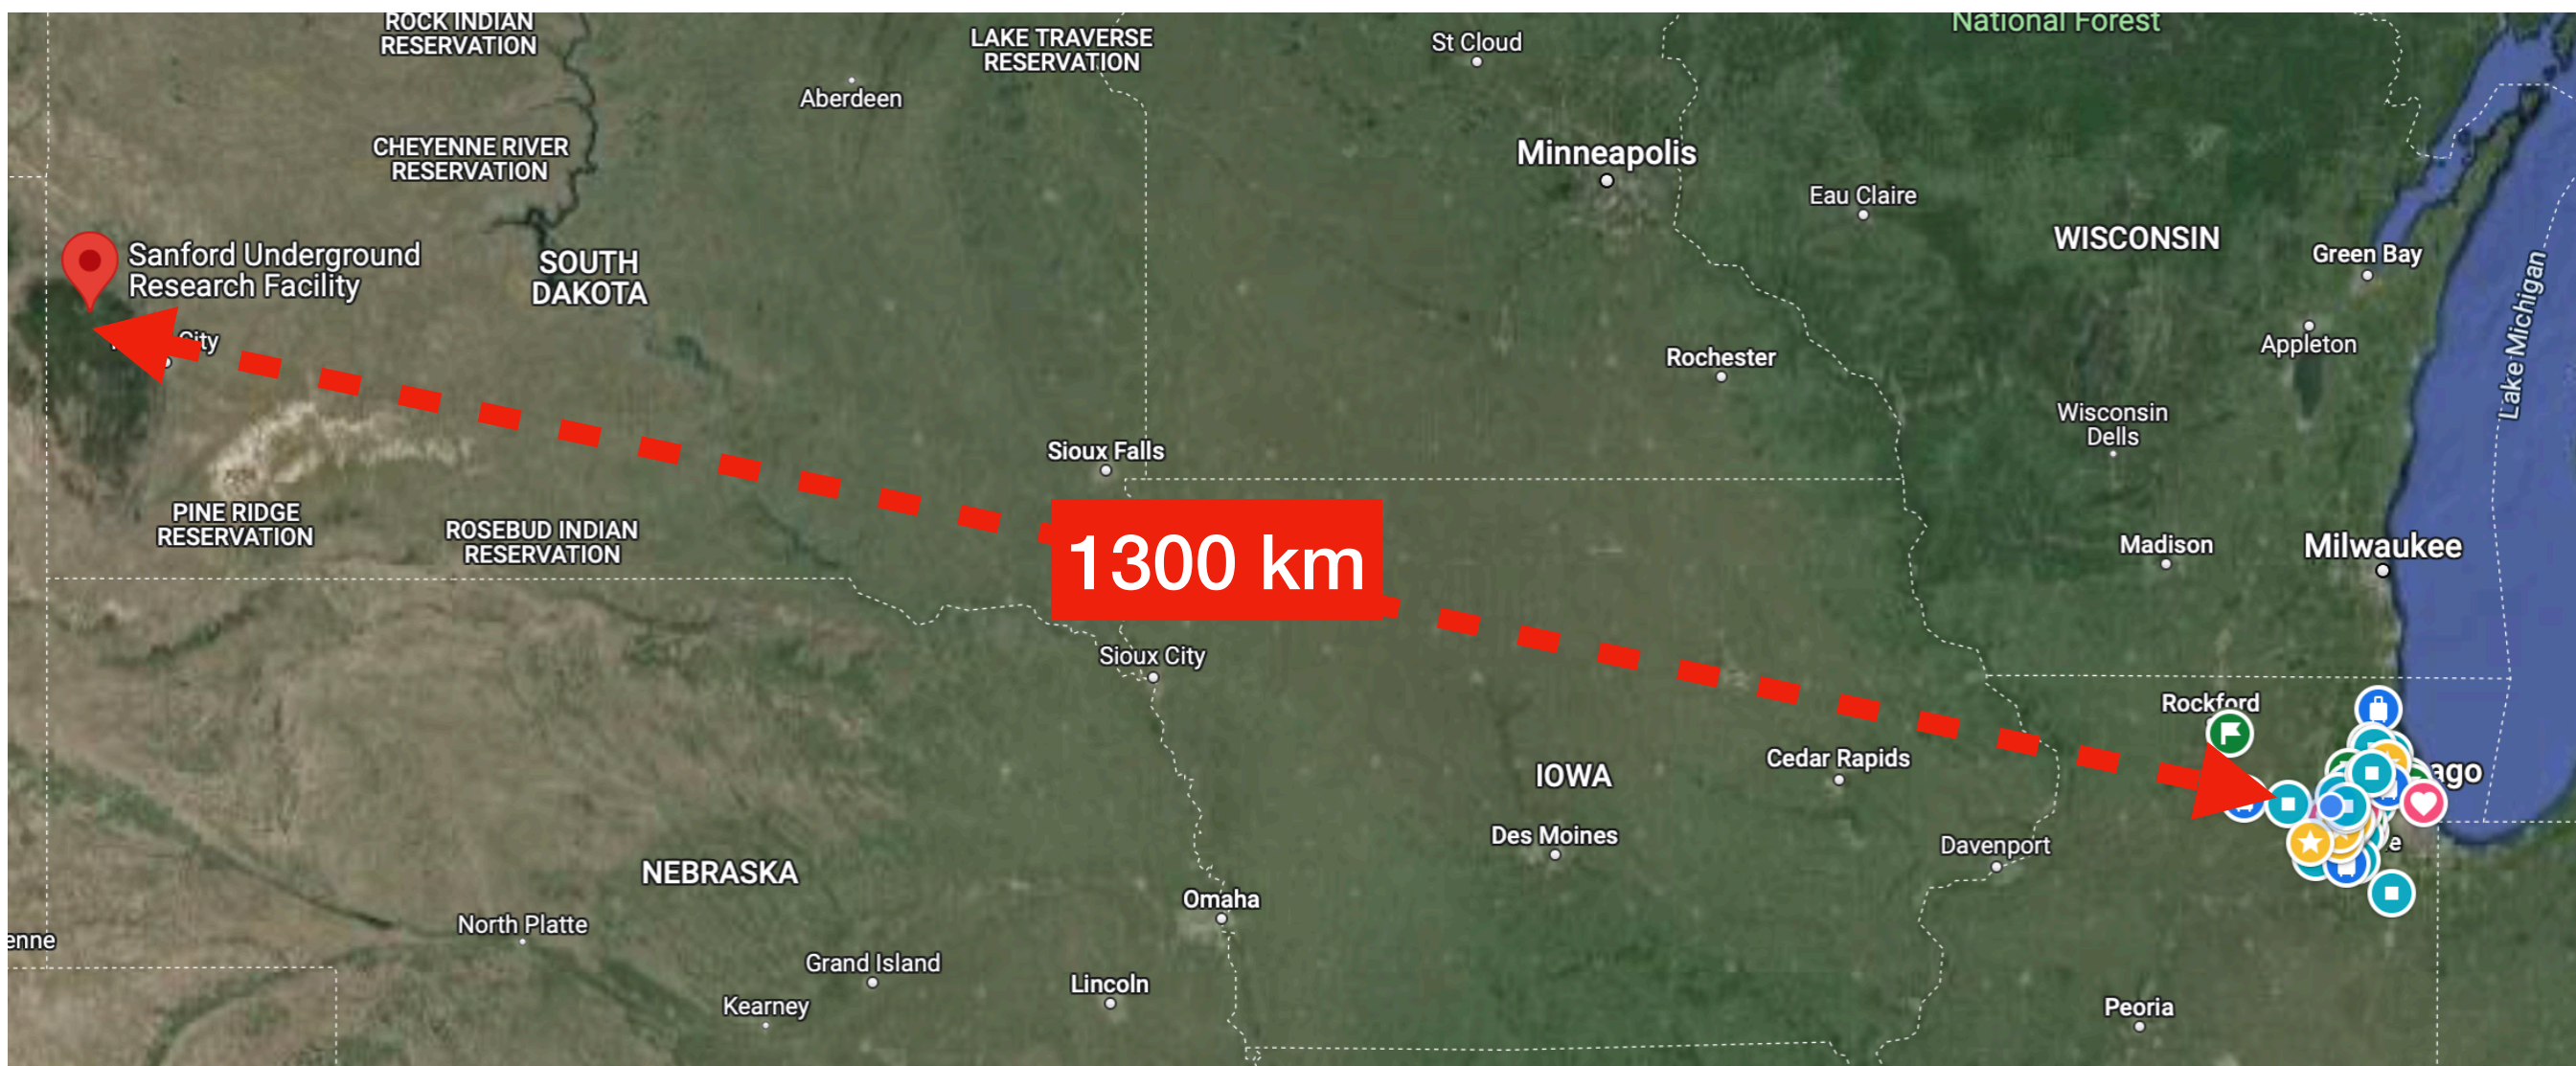 ROCK INDIAN
RESERVATION
LAKE TRAVERSE
RESERVATION
St Cloud
National Forest
Aberdeen
CHEYENNE RIVER
RESERVATION
Minneapolis
Eau Claire
WISCONSIN
Green Bay
Sanford Underground
Research Facility
SOUTH
DAKOTA
Lake Michigan
City
Appleton
Rochester
Wisconsin
Dells
Sioux Falls
PINE RIDGE
RESERVATION
ROSEBUD INDIAN
RESERVATION
1300 km
Madison
Milwaukee
Sioux City
Rockford
Cedar Rapids
IOWA
ago
Des Moines
Davenport
e
NEBRASKA
Omaha
North Platte
enne
Grand Island
Lincoln
Kearney
Peoria